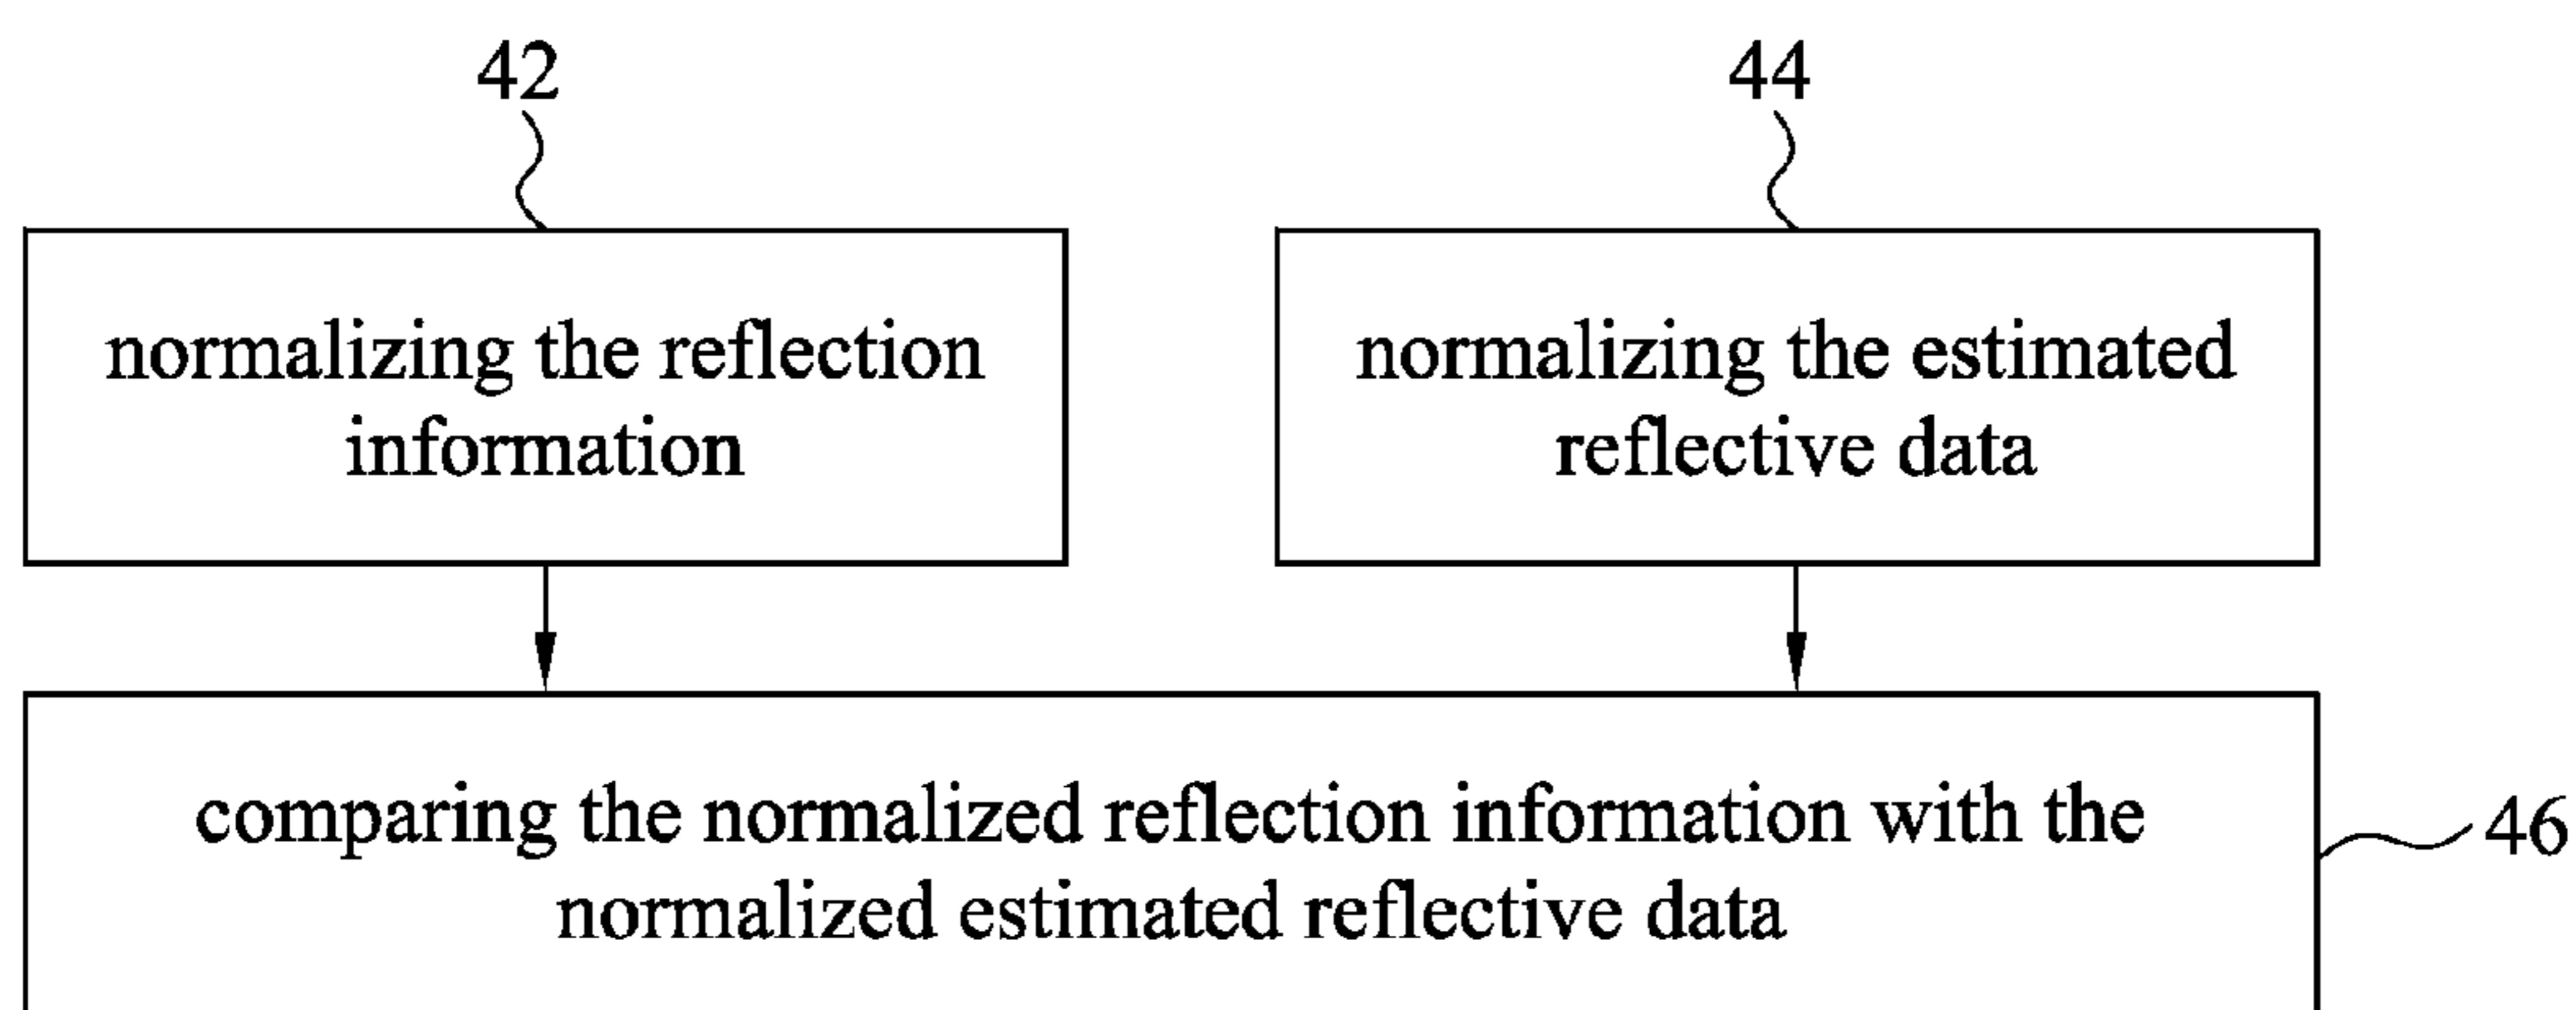 42
44
normalizing the reflection
information
normalizing the estimated
reflective data
comparing the normalized reflection information with the
normalized estimated reflective data
46